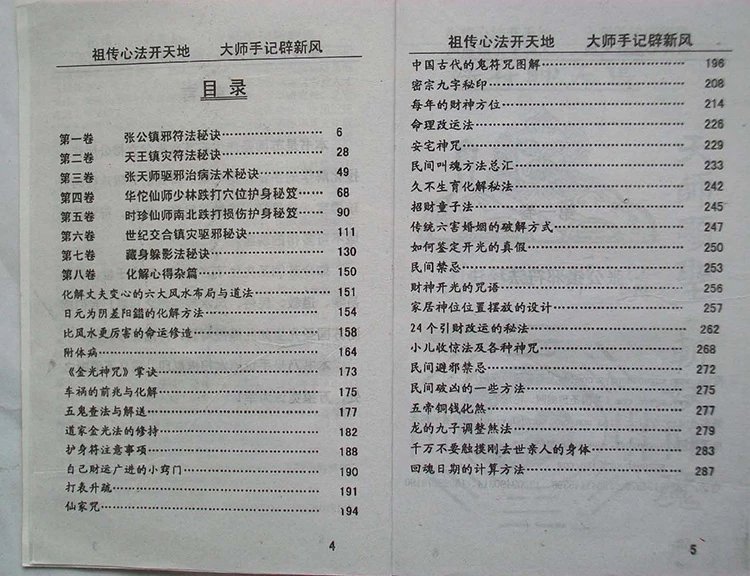 祖传心法开天地 大师手记辟新风
目录
第一卷 张公镇邪符法秘诀…………………… 6
第二卷 天王镇灾符法秘诀…………………… 28
第三卷 张天师驱邪治病法术秘诀…………………… 49
第四卷 华佗仙师少林跌打穴位护身秘笈…………………… 68
第五卷 时珍仙师南北跌打损伤护身秘笈…………………… 90
第六卷 世纪交合镇灾驱邪秘诀…………………… 111
第七卷 藏身躲影法秘诀…………………… 130
第八卷 化解心得杂篇…………………… 150
化解丈夫变心的六大风水布局与道法…………………… 151
日元为阴差阳錯的化解方法…………………… 154
比风水更厉害的命运修造…………………… 158
附体病…………………… 164
《金光神咒》掌诀…………………… 173
车祸的前兆与化解…………………… 175
五鬼查法与解送…………………… 177
道家金光法的修持…………………… 182
护身符注意事项…………………… 188
自己财运广进的小窍门…………………… 190
打表升疏…………………… 191
仙家咒…………………… 194
4
祖传心法开天地 大师手记辟新风
中国古代的鬼符咒图解…………………… 196
密宗九字秘印…………………… 208
每年的财神方位…………………… 214
命理改运法…………………… 226
安宅神咒…………………… 229
民间叫魂方法总汇…………………… 233
久不生育化解秘法…………………… 242
招财童子法…………………… 245
传统六害婚姻的破解方式…………………… 247
如何鉴定开光的真假…………………… 250
民间禁忌…………………… 253
财神开光的咒语…………………… 256
家居神位位置摆放的设计…………………… 257
24个引财改运的秘法…………………… 262
小儿收惊法及各种神咒…………………… 268
民间避邪禁忌…………………… 272
民间破凶的一些方法…………………… 275
五帝铜钱化煞…………………… 277
龙的九子调整煞法…………………… 279
千万不要触摸刚去世亲人的身体…………………… 283
回魂日期的计算方法…………………… 287
5